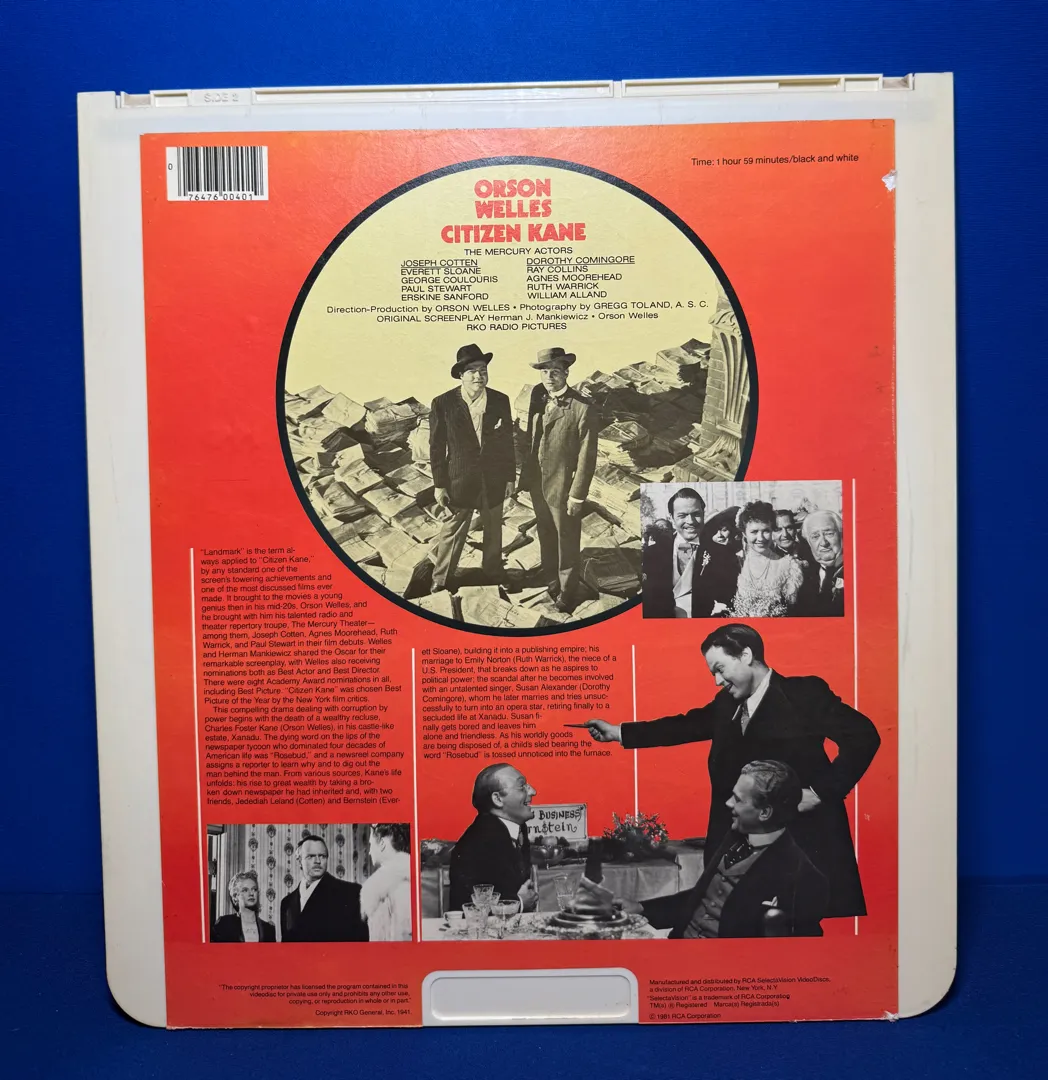 SIDE 2
0
76476 00401
Time: 1 hour 59 minutes/black and white
ORSON
WELLES
CITIZEN KANE
THE MERCURY ACTORS
JOSEPH COTTEN
EVERETT SLOANE
GEORGE COULOURIS
PAUL STEWART
ERSKINE SANFORD
DOROTHY COMINGORE
RAY COLLINS
AGNES MOOREHEAD
RUTH WARRICK
WILLIAM ALLAND
Direction-Production by ORSON WELLES • Photography by GREGG TOLAND, A. S. C.
ORIGINAL SCREENPLAY Herman J. Mankiewicz • Orson Welles
RKO RADIO PICTURES
"Landmark" is the term al-
ways applied to "Citizen Kane,"
by any standard one of the
screen's towering achievements and
one of the most discussed films ever
made. It brought to the movies a young
genius then in his mid-20s, Orson Welles, and
he brought with him his talented radio and
theater repertory troupe, The Mercury Theater—
among them, Joseph Cotten, Agnes Moorehead, Ruth
Warrick, and Paul Stewart in their film debuts. Welles
and Herman Mankiewicz shared the Oscar for their
remarkable screenplay, with Welles also receiving
nominations both as Best Actor and Best Director.
There were eight Academy Award nominations in all,
including Best Picture. "Citizen Kane" was chosen Best
Picture of the Year by the New York film critics.
This compelling drama dealing with corruption by
power begins with the death of a wealthy recluse,
Charles Foster Kane (Orson Welles), in his castle-like
estate, Xanadu. The dying word on the lips of the
newspaper tycoon who dominated four decades of
American life was "Rosebud," and a newsreel company
assigns a reporter to learn why and to dig out the
man behind the man. From various sources, Kane's life
unfolds: his rise to great wealth by taking a bro-
ken down newspaper he had inherited and, with two
friends, Jedediah Leland (Cotten) and Bernstein (Ever-
ett Sloane), building it into a publishing empire; his
marriage to Emily Norton (Ruth Warrick), the niece of a
U.S. President, that breaks down as he aspires to
political power; the scandal after he becomes involved
with an untalented singer, Susan Alexander (Dorothy
Comingore), whom he later marries and tries unsuc-
cessfully to turn into an opera star, retiring finally to a
secluded life at Xanadu. Susan fi-
nally gets bored and leaves him
alone and friendless. As his worldly goods
are being disposed of, a child's sled bearing the
word "Rosebud" is tossed unnoticed into the furnace.
BUSINESS
rnstein
"The copyright proprietor has licensed the program contained in this
videodisc for private use only and prohibits any other use,
copying, or reproduction in whole or in part."
Copyright RKO General, Inc. 1941.
Manufactured and distributed by RCA SelectaVision VideoDiscs,
a division of RCA Corporation, New York, N.Y
"SelectaVision" is a trademark of RCA Corporation
TM(s) ® Registered Marca(s) Registrada(s)
© 1981 RCA Corporation